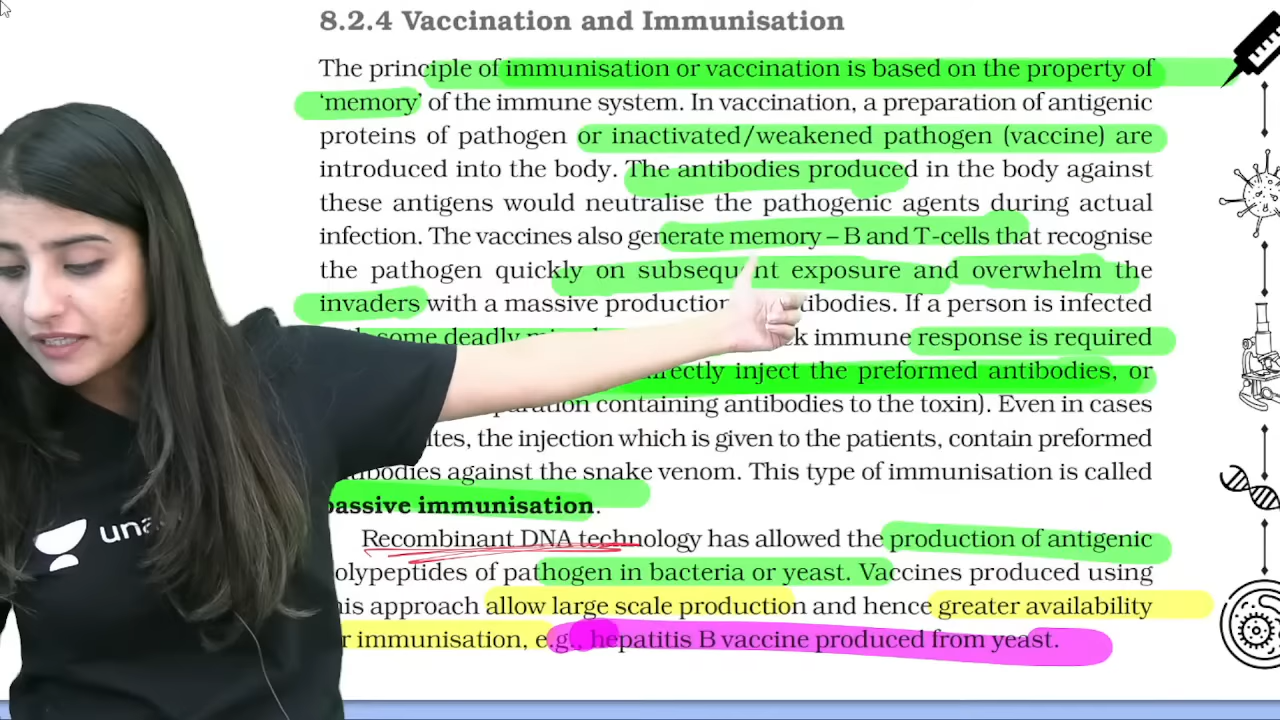 8.2.4 Vaccination and Immunisation
The principle of immunisation or vaccination is based on the property of
‘memory’ of the immune system. In vaccination, a preparation of antigenic
proteins of pathogen or inactivated/weakened pathogen (vaccine) are
introduced into the body. The antibodies produced in the body against
these antigens would neutralise the pathogenic agents during actual
infection. The vaccines also generate memory – B and T-cells that recognise
the pathogen quickly on subsequent exposure and overwhelm the
invaders with a massive production antibodies. If a person is infected
some deadly immune response is required
directly inject the preformed antibodies, or
containing antibodies to the toxin). Even in cases
the injection which is given to the patients, contain preformed
antibodies against the snake venom. This type of immunisation is called
passive immunisation.
Recombinant DNA technology has allowed the production of antigenic
polypeptides of pathogen in bacteria or yeast. Vaccines produced using
this approach allow large scale production and hence greater availability
for immunisation, e.g., hepatitis B vaccine produced from yeast.
una